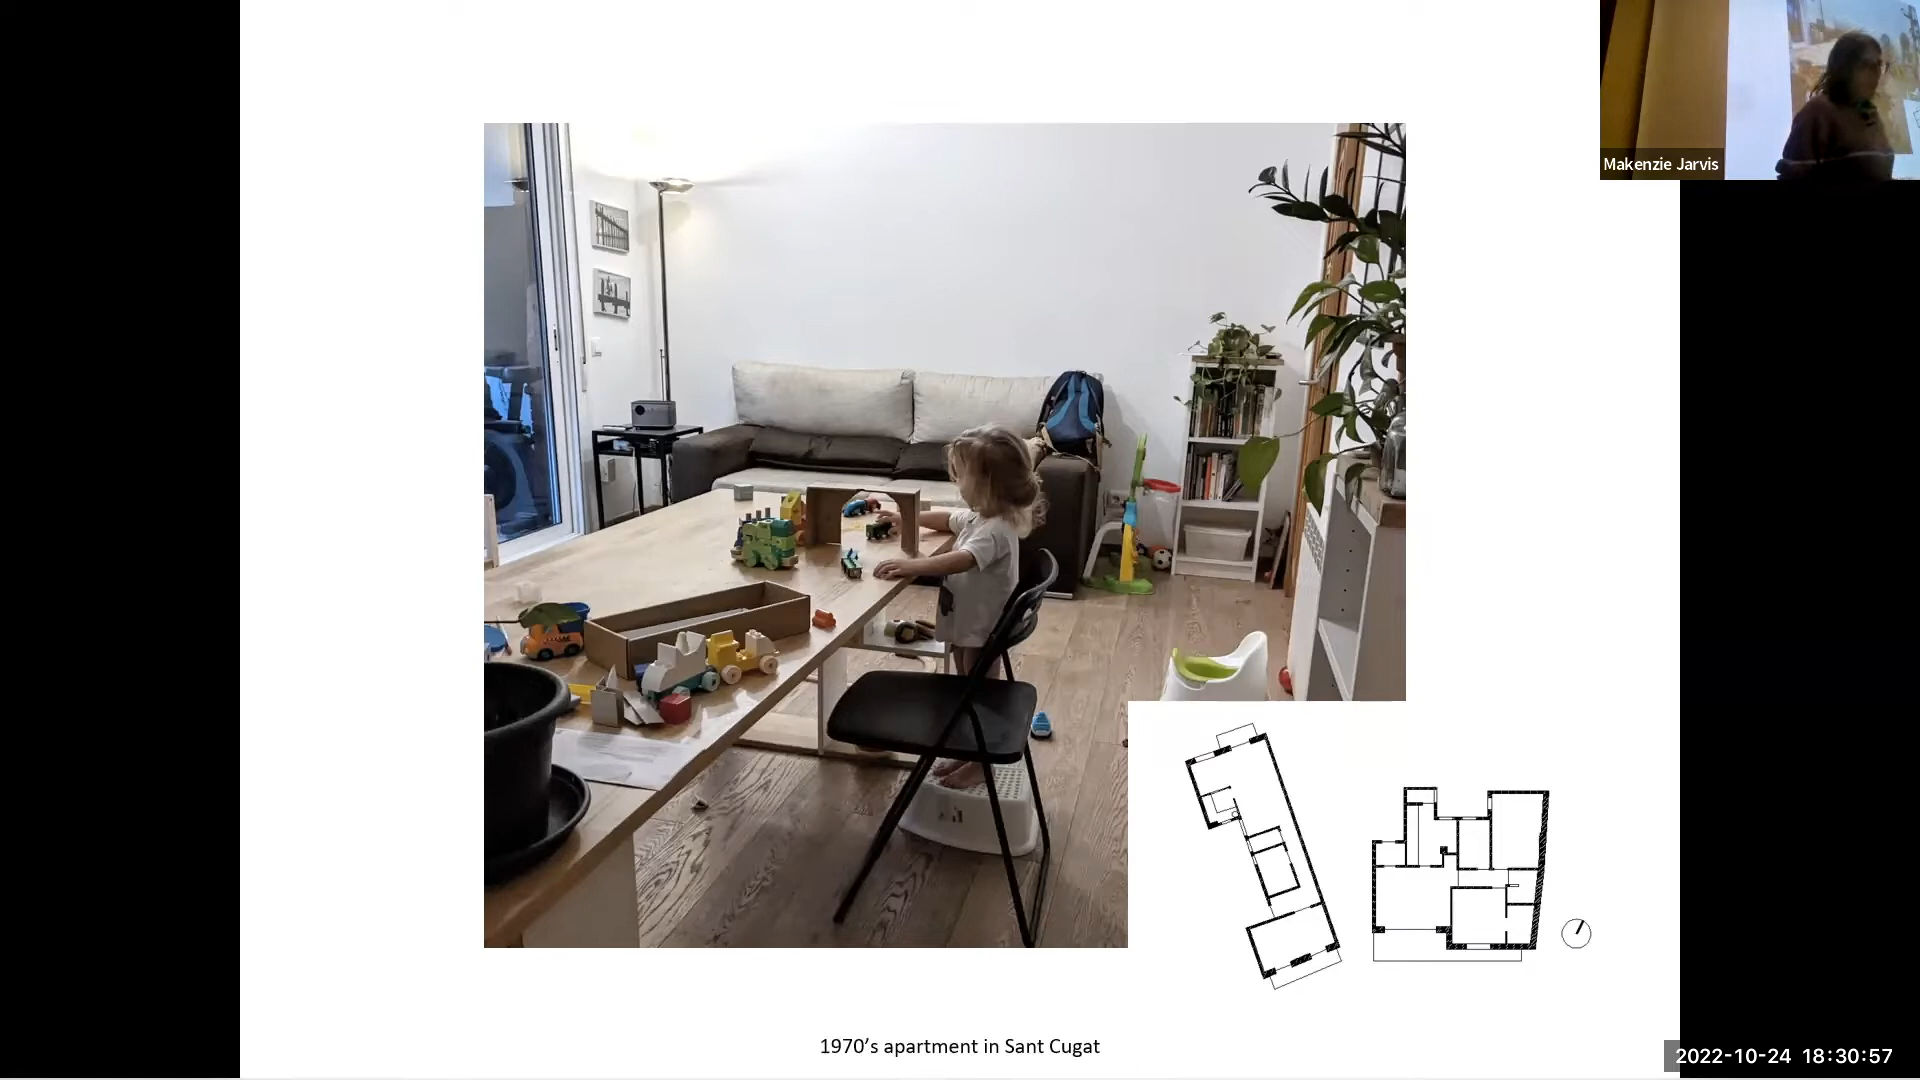 Makenzie Jarvis
1970’s apartment in Sant Cugat
2022-10-24 18:30:57